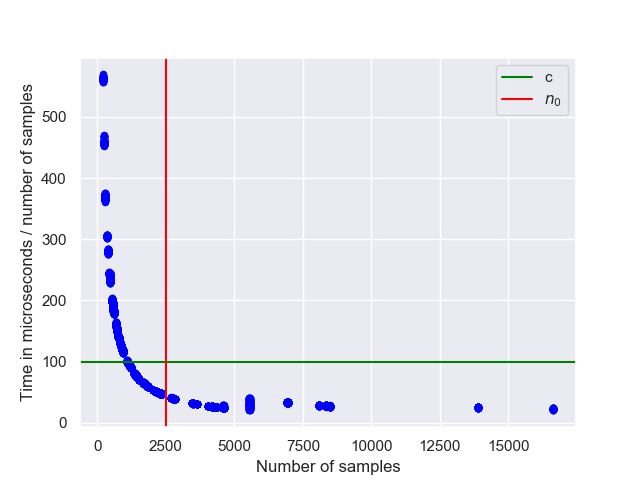 c
n₀
500
400
300
200
100
0
Time in microseconds / number of samples
0 2500 5000 7500 10000 12500 15000
Number of samples